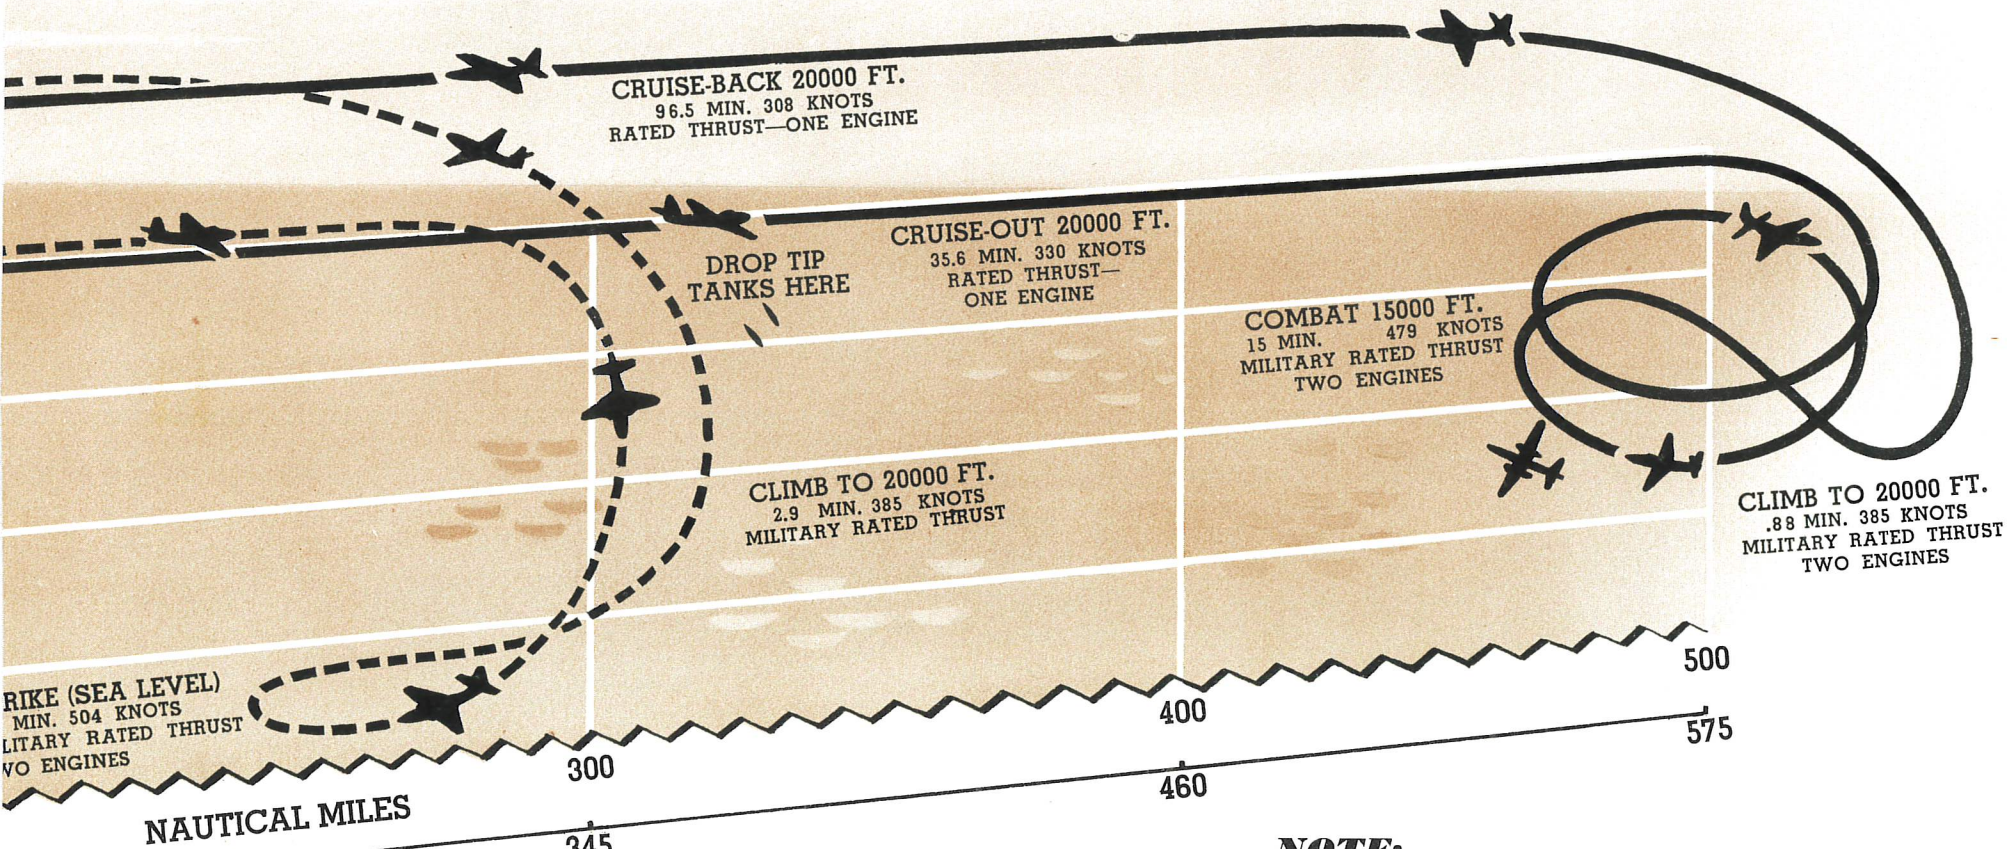 CRUISE-BACK 20000 FT.
96.5 MIN. 308 KNOTS
RATED THRUST—ONE ENGINE
CRUISE-OUT 20000 FT.
35.6 MIN. 330 KNOTS
RATED THRUST—
ONE ENGINE
DROP TIP
TANKS HERE
COMBAT 15000 FT.
15 MIN. 479 KNOTS
MILITARY RATED THRUST
TWO ENGINES
CLIMB TO 20000 FT.
2.9 MIN. 385 KNOTS
MILITARY RATED THRUST
CLIMB TO 20000 FT.
.88 MIN. 385 KNOTS
MILITARY RATED THRUST
TWO ENGINES
RIKE (SEA LEVEL)
MIN. 504 KNOTS
LITARY RATED THRUST
WO ENGINES
NAUTICAL MILES
300
400
500
345
460
575
NOTE: